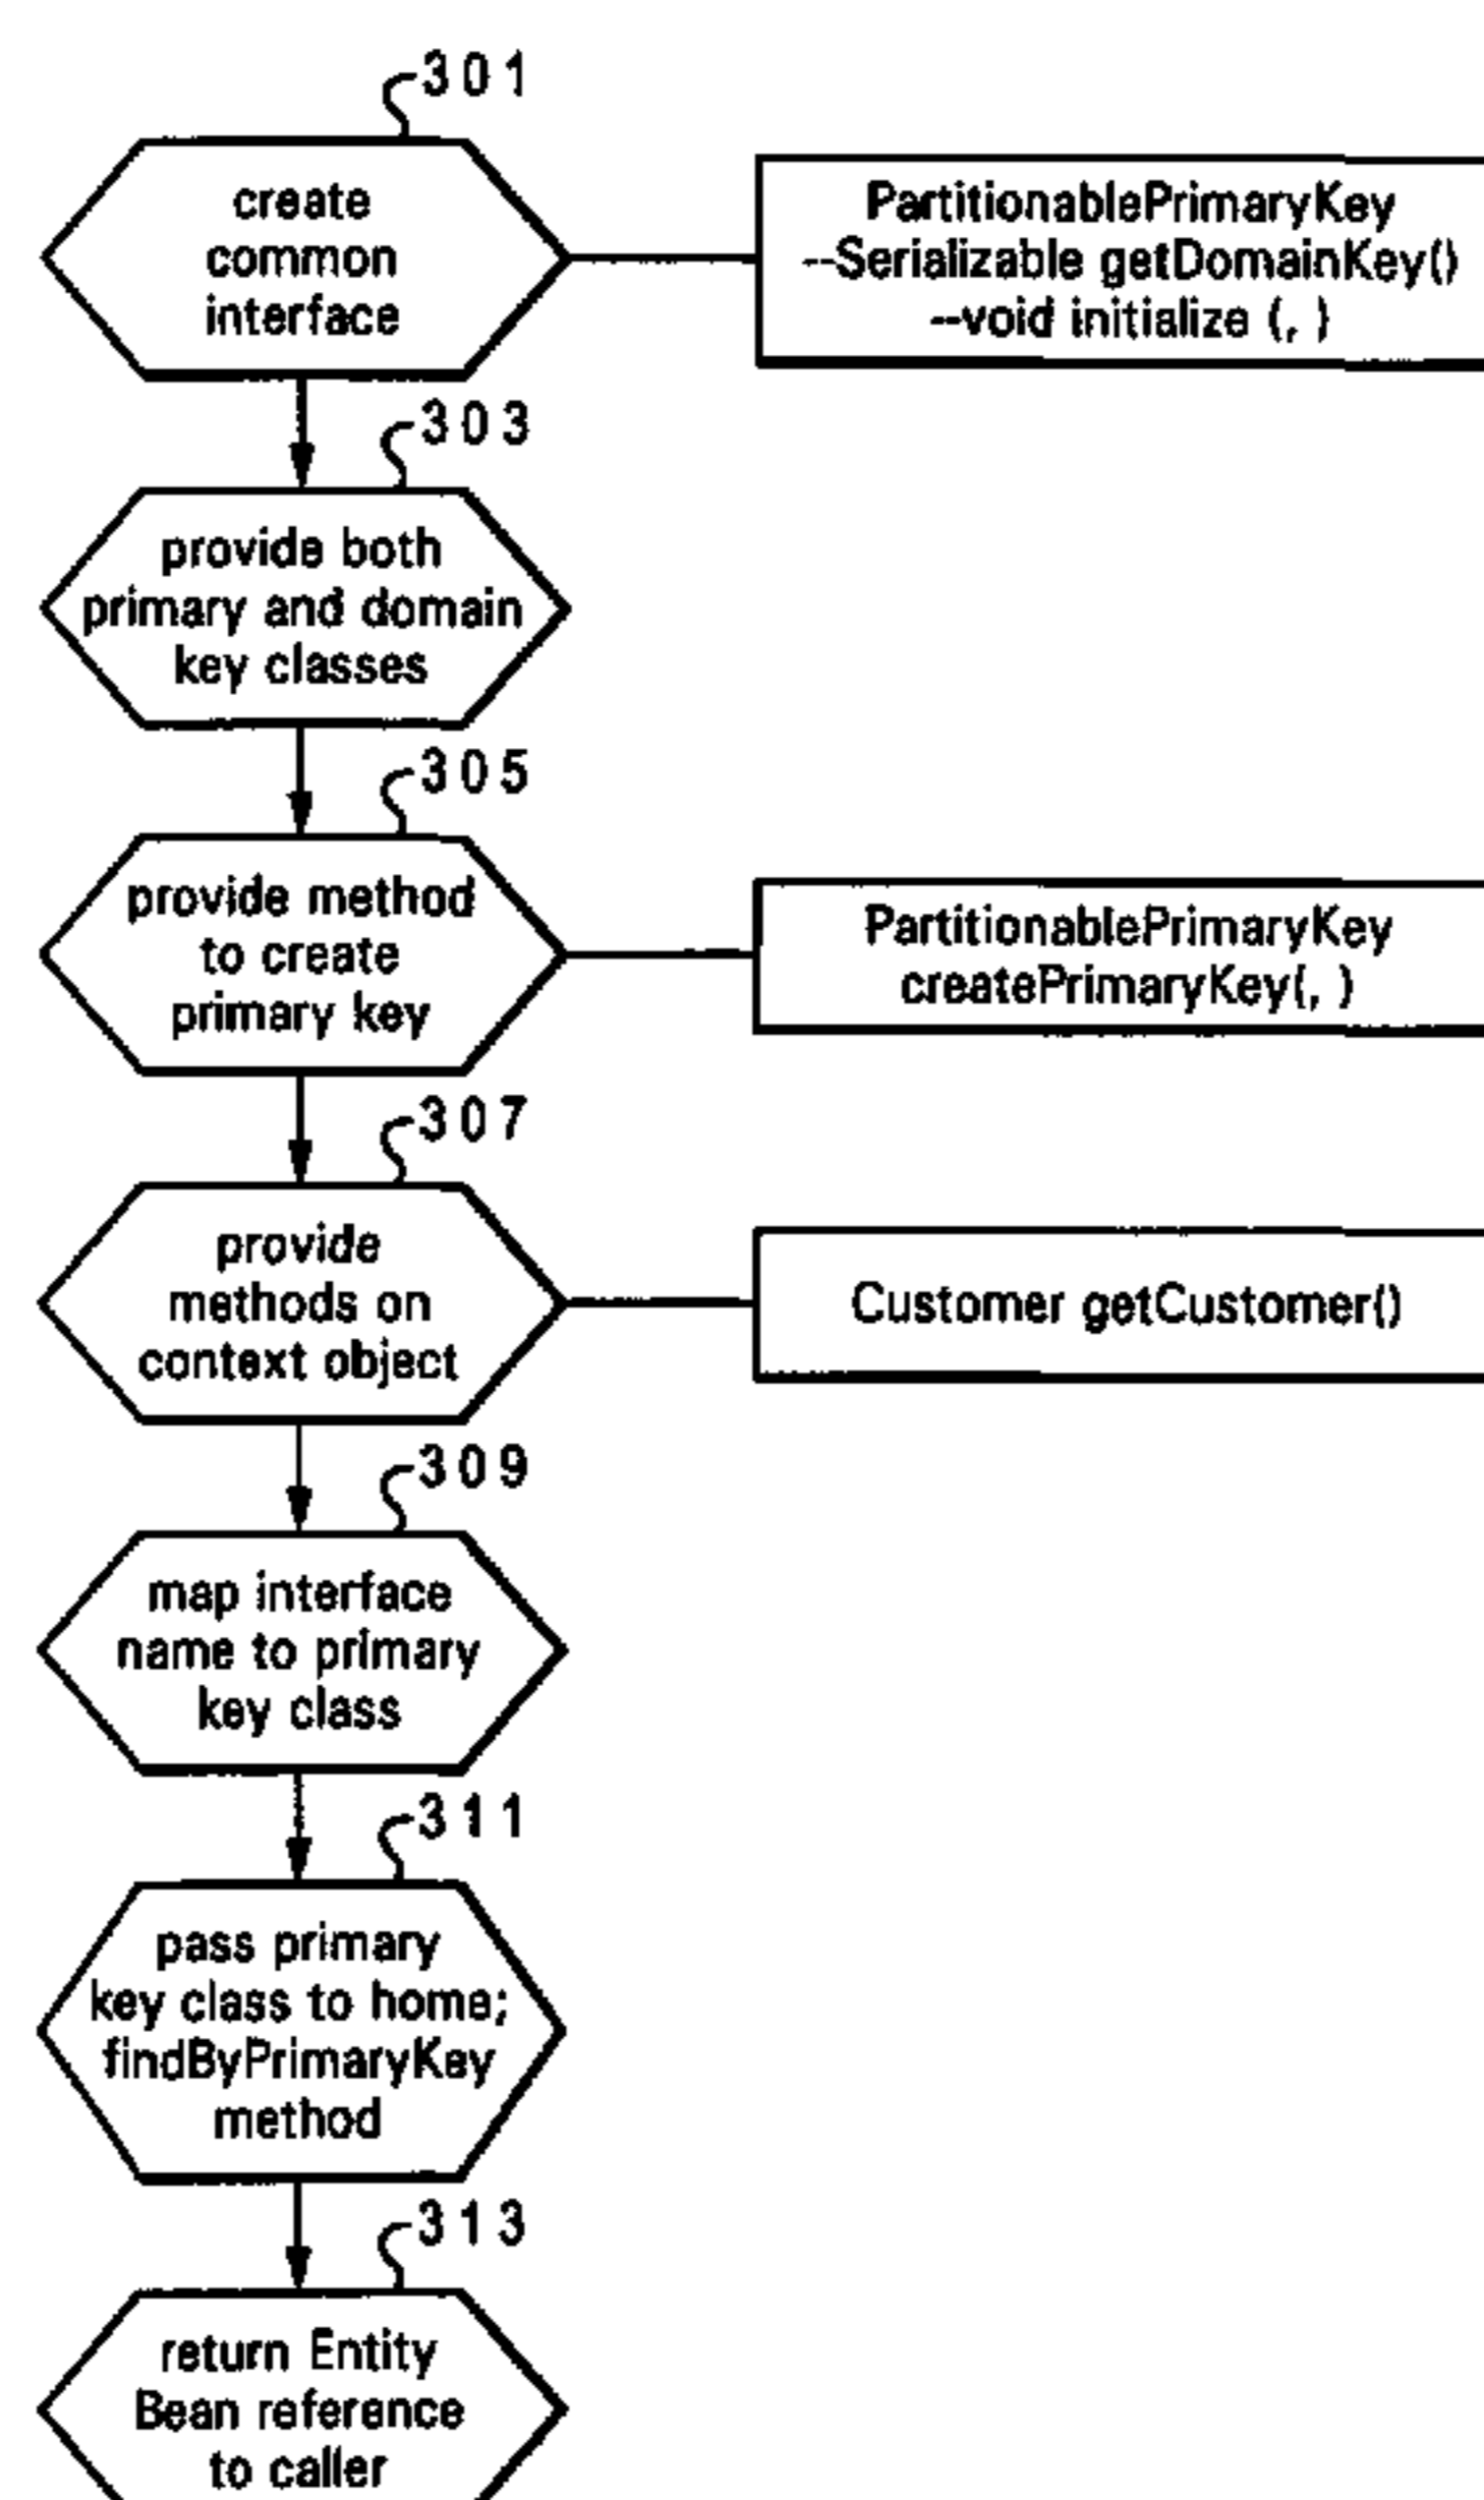 301
create
common
interface
PartitionablePrimaryKey
--Serializable getDomainKey()
--void initialize (, )
303
provide both
primary and domain
key classes
305
provide method
to create
primary key
PartitionablePrimaryKey
createPrimaryKey(, )
307
provide
methods on
context object
Customer getCustomer()
309
map interface
name to primary
key class
311
pass primary
key class to home;
findByPrimaryKey
method
313
return Entity
Bean reference
to caller